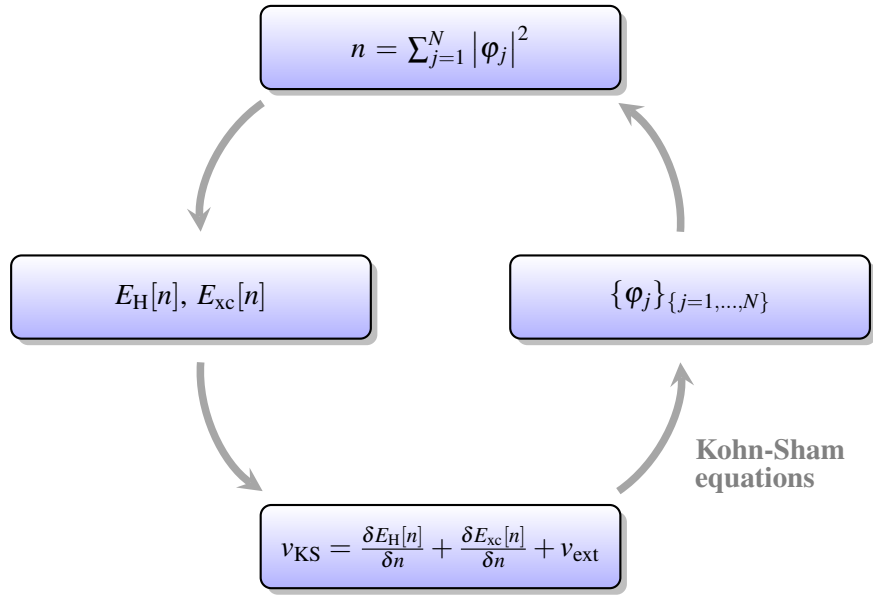 n = ∑_{j=1}^{N} |φ_j|^2
E_H[n], E_xc[n]
{φ_j}_{{j=1,...,N}}
Kohn-Sham
equations
v_KS = δE_H[n]/δn + δE_xc[n]/δn + v_ext